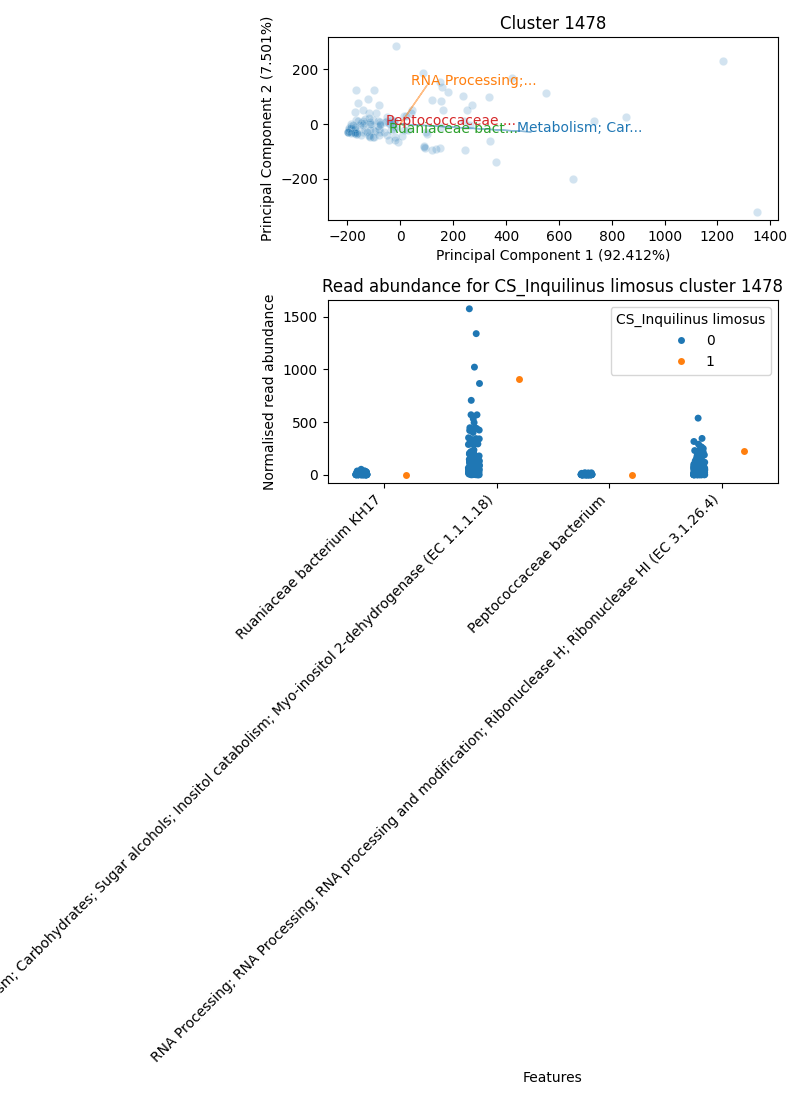 Cluster 1478
Principal Component 2 (7.501%)
200
0
−200
RNA Processing;...
Peptococcaceae ...
Ruaniaceae bact...
Metabolism; Car...
−200 0 200 400 600 800 1000 1200 1400
Principal Component 1 (92.412%)
Read abundance for CS_Inquilinus limosus cluster 1478
Normalised read abundance
1500
1000
500
0
CS_Inquilinus limosus
0
1
Ruaniaceae bacterium KH17
sm; Carbohydrates; Sugar alcohols; Inositol catabolism; Myo-inositol 2-dehydrogenase (EC 1.1.1.18)
Peptococcaceae bacterium
RNA Processing; RNA Processing; RNA processing and modification; Ribonuclease H; Ribonuclease HI (EC 3.1.26.4)
Features